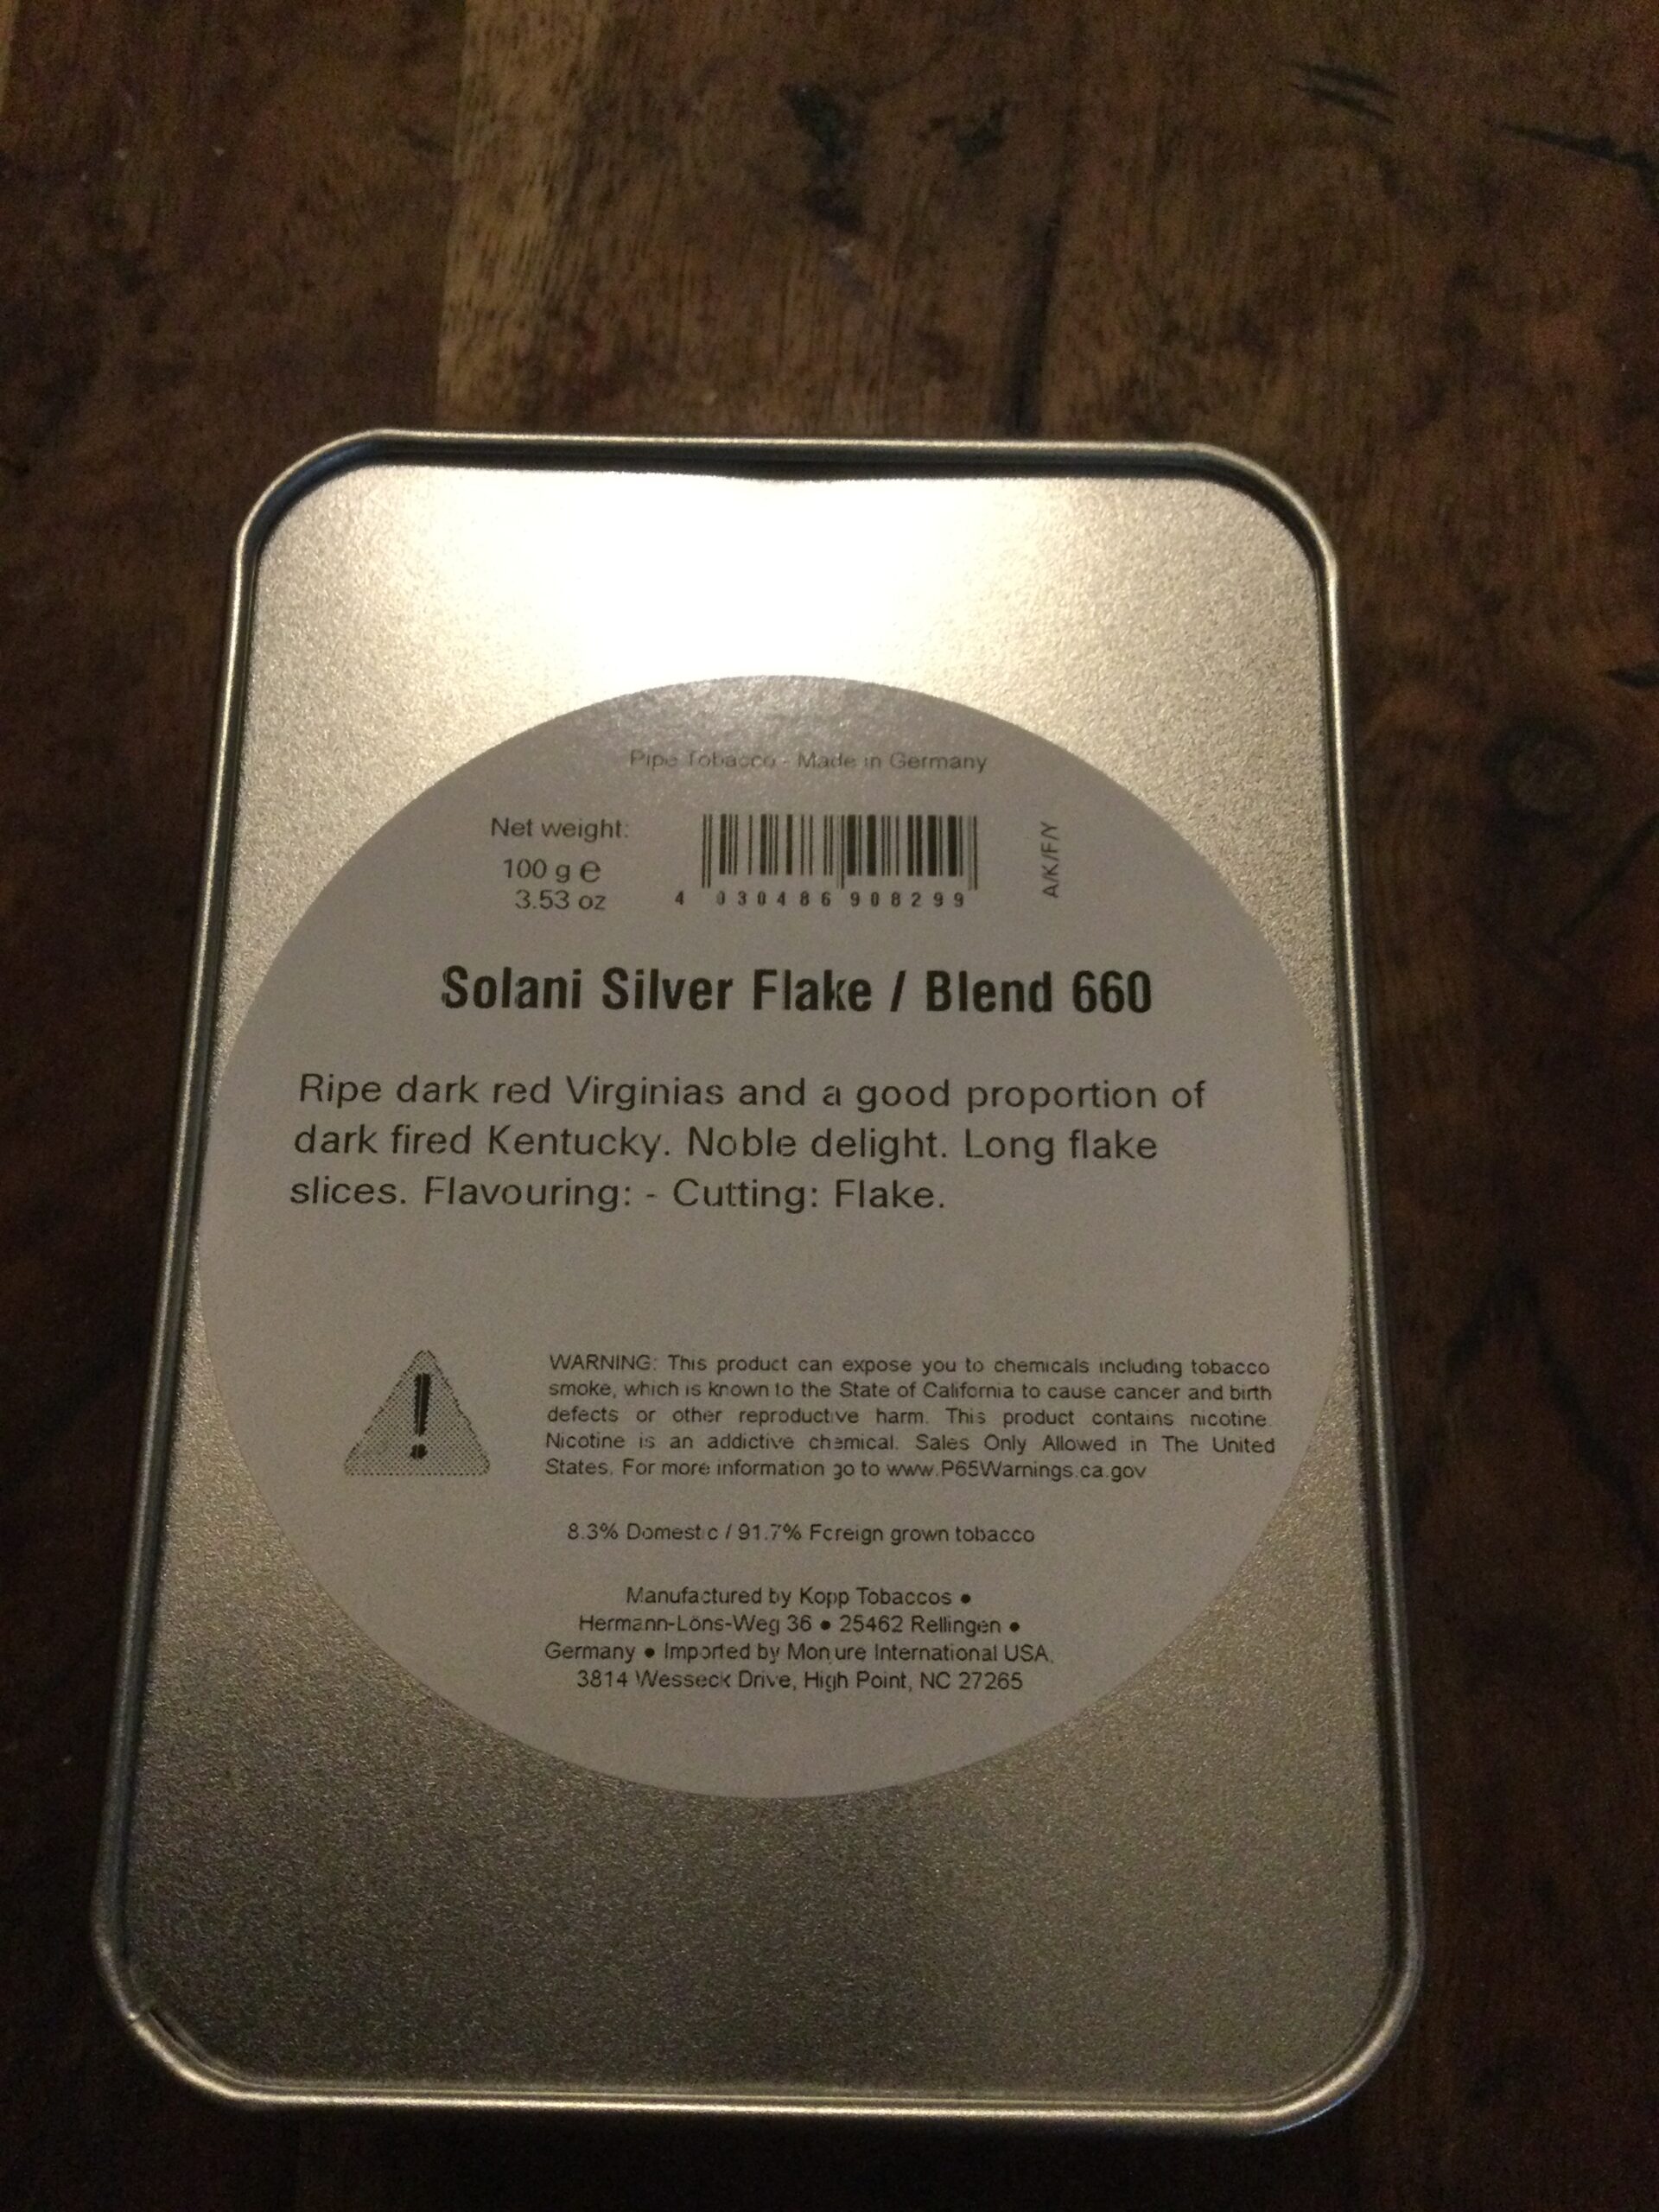 Pipe Tobacco - Made in Germany
Net weight:
100 g e
3.53 oz
4 030486 908299
A/K/F/Y
Solani Silver Flake / Blend 660
Ripe dark red Virginias and a good proportion of
dark fired Kentucky. Noble delight. Long flake
slices. Flavouring: - Cutting: Flake.
!
WARNING: This product can expose you to chemicals including tobacco
smoke, which is known to the State of California to cause cancer and birth
defects or other reproductive harm. This product contains nicotine.
Nicotine is an addictive chemical. Sales Only Allowed in The United
States. For more information go to www.P65Warnings.ca.gov
8.3% Domestic / 91.7% Foreign grown tobacco
Manufactured by Kopp Tobaccos •
Hermann-Löns-Weg 36 • 25462 Rellingen •
Germany • Imported by Monjure International USA.
3814 Wesseck Drive, High Point, NC 27265